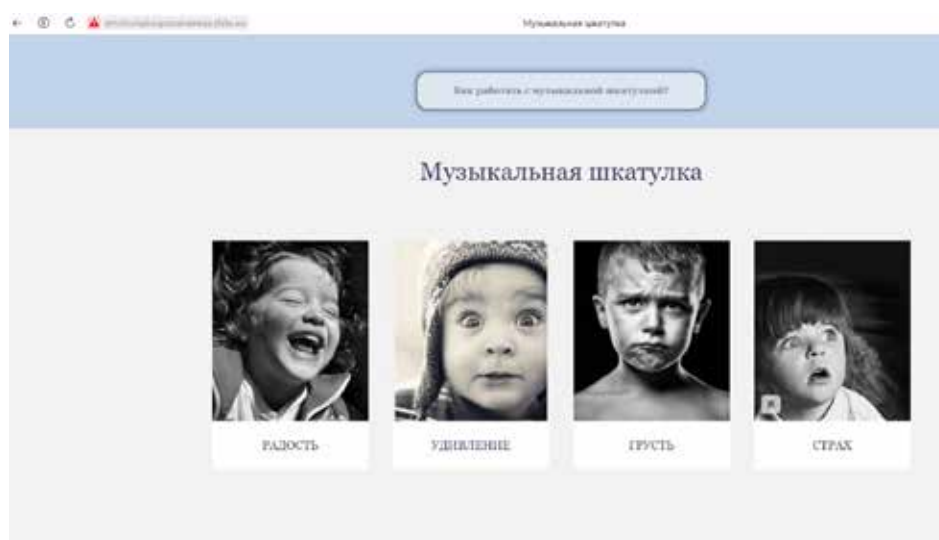 Музыкальная шкатулка
Как работать с музыкальной шкатулкой?
Музыкальная шкатулка
РАДОСТЬ
УДИВЛЕНИЕ
ГРУСТЬ
СТРАХ